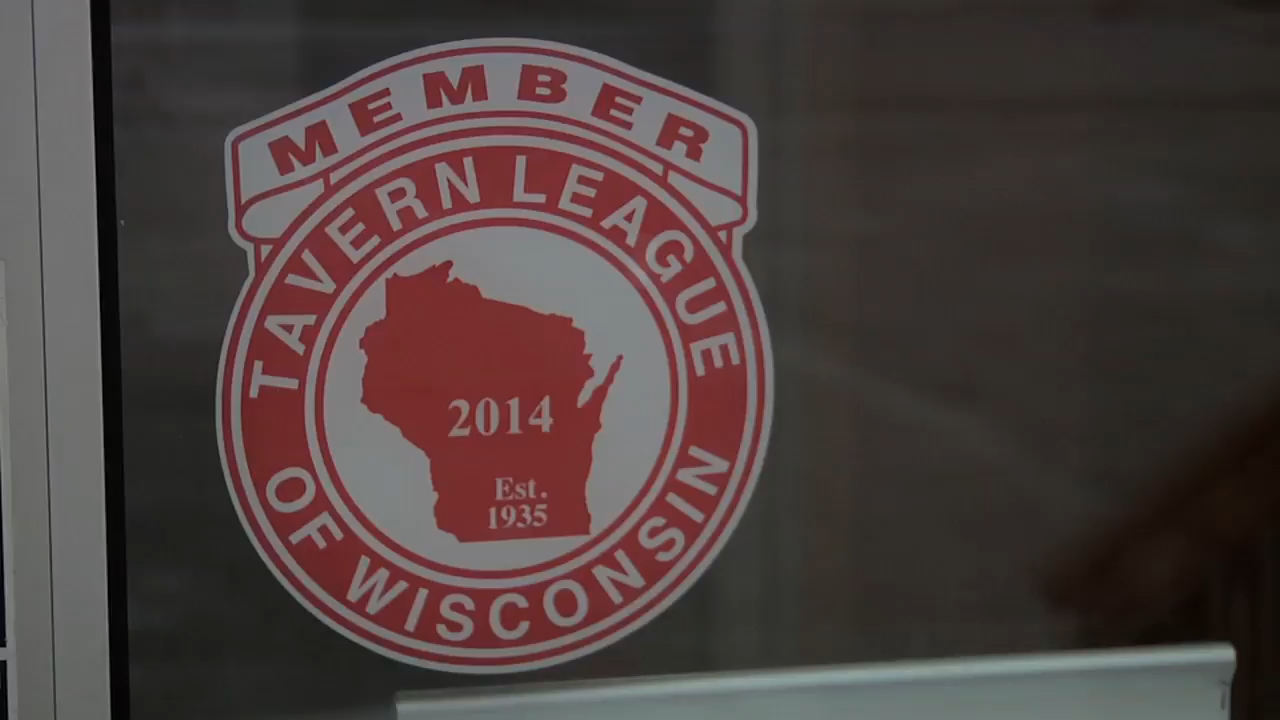 MEMBER
TAVERN LEAGUE
OF WISCONSIN
2014
Est.
1935